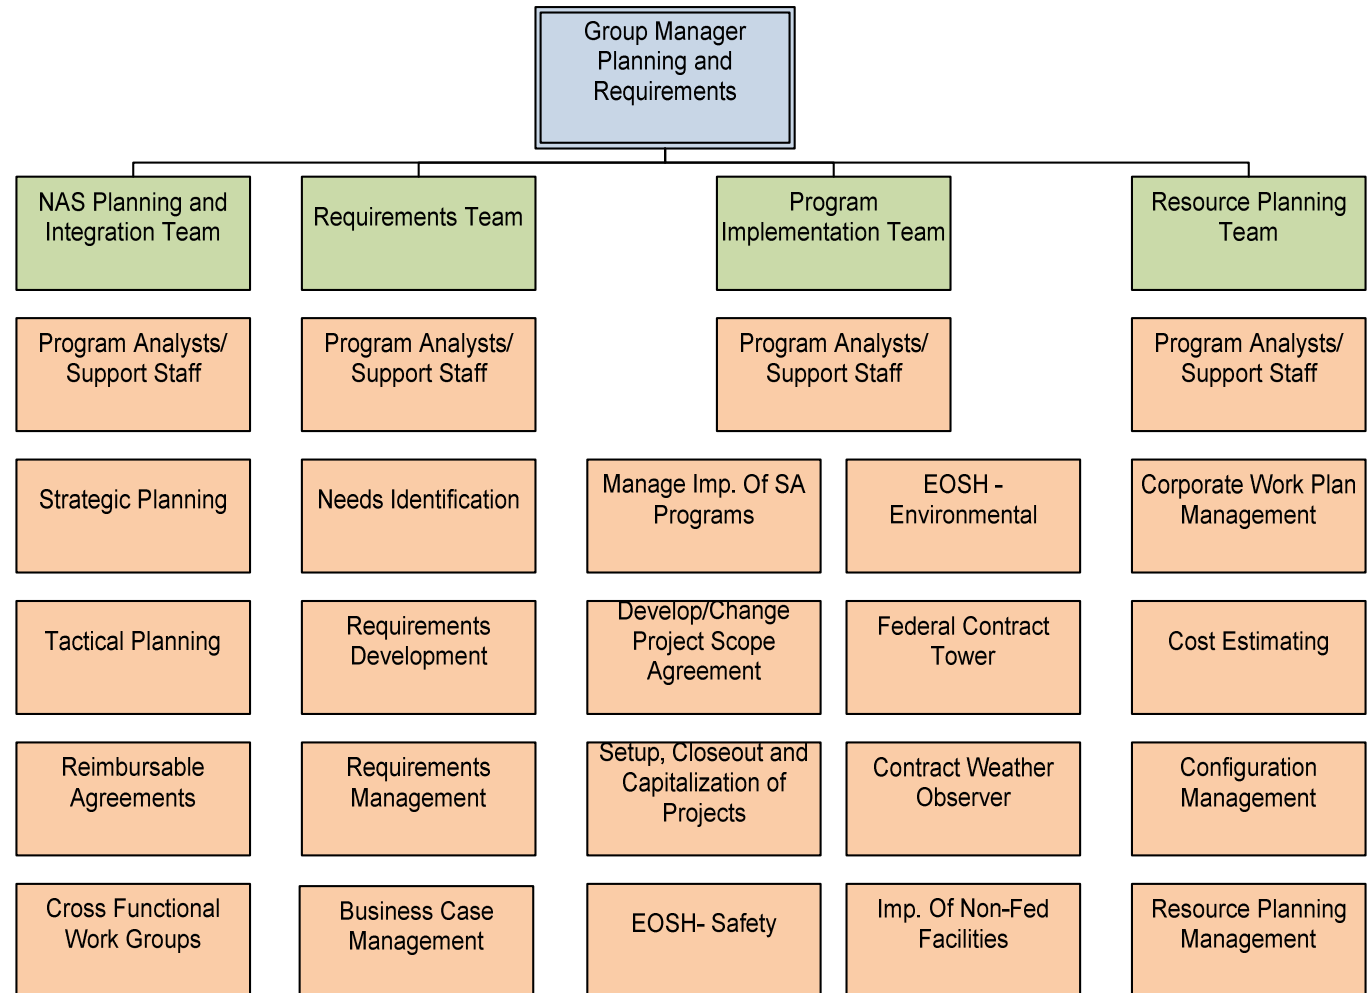 Group Manager
Planning and
Requirements
NAS Planning and
Integration Team
Requirements Team
Program
Implementation Team
Resource Planning
Team
Program Analysts/
Support Staff
Program Analysts/
Support Staff
Program Analysts/
Support Staff
Program Analysts/
Support Staff
Strategic Planning
Needs Identification
Manage Imp. Of SA
Programs
EOSH -
Environmental
Corporate Work Plan
Management
Tactical Planning
Requirements
Development
Develop/Change
Project Scope
Agreement
Federal Contract
Tower
Cost Estimating
Reimbursable
Agreements
Requirements
Management
Setup, Closeout and
Capitalization of
Projects
Contract Weather
Observer
Configuration
Management
Cross Functional
Work Groups
Business Case
Management
EOSH- Safety
Imp. Of Non-Fed
Facilities
Resource Planning
Management